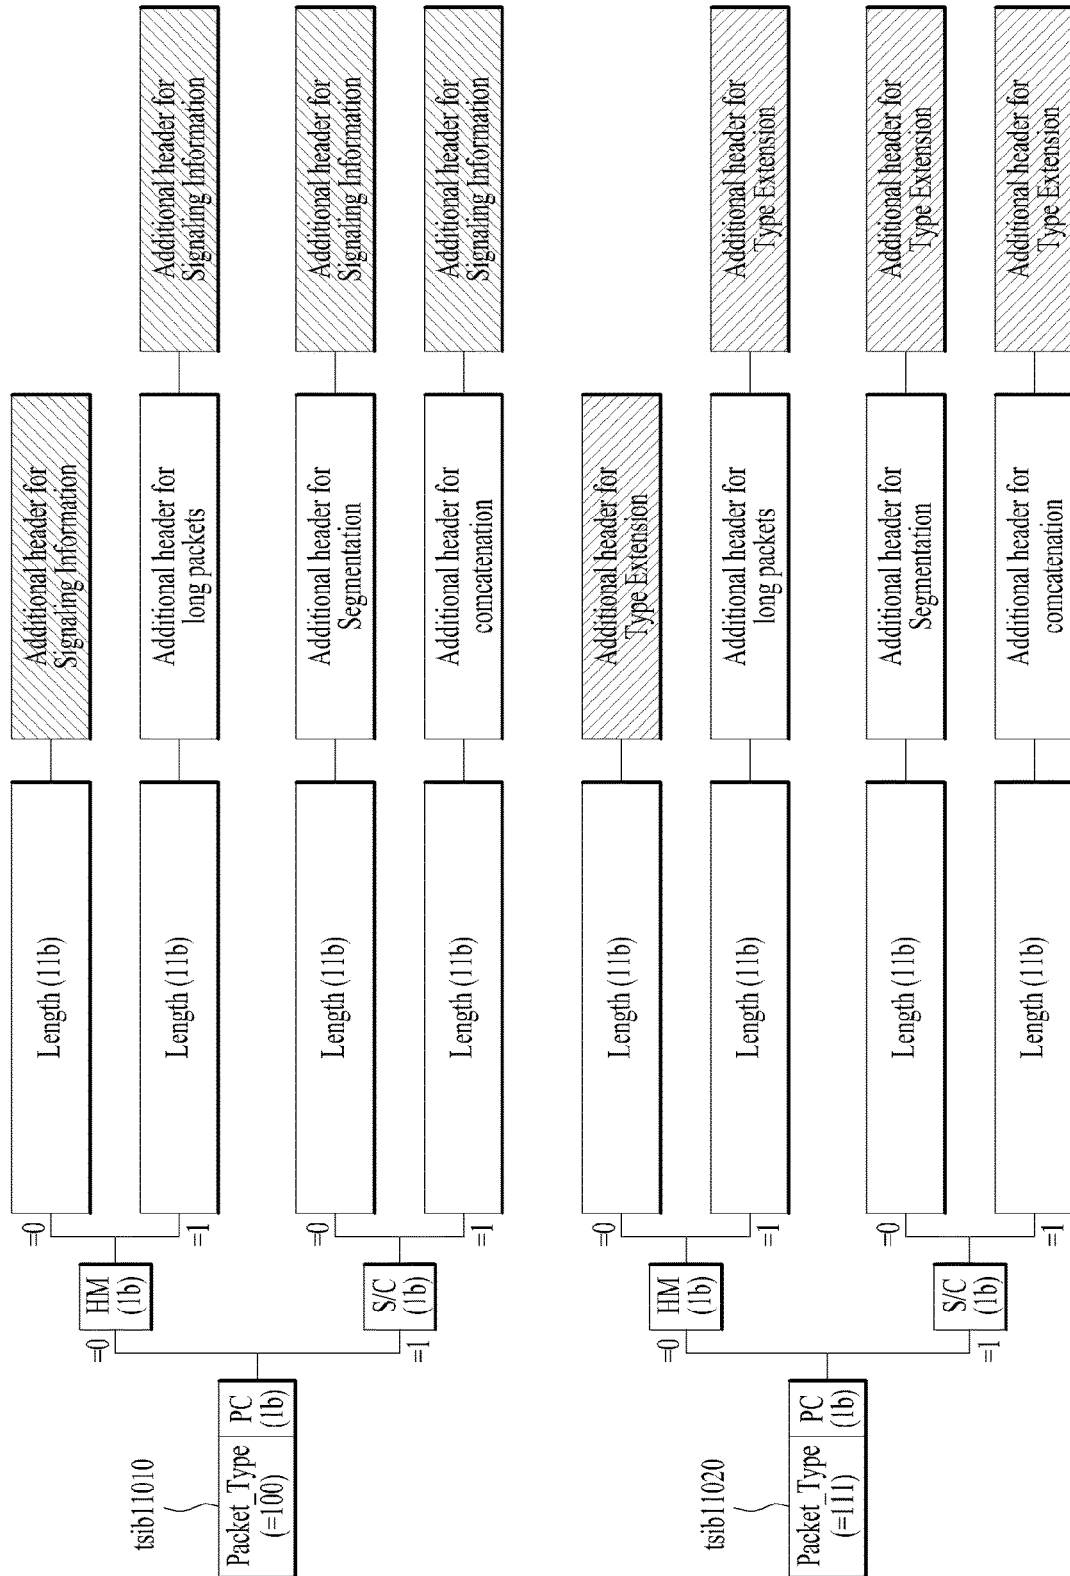 tsib11010
Packet_Type
(=100)
PC
(1b)
=0
HM
(1b)
=0
Length (11b)
Additional header for
Signaling Information
=1
Length (11b)
Additional header for
long packets
Additional header for
Signaling Information
=1
S/C
(1b)
=0
Length (11b)
Additional header for
Segmentation
Additional header for
Signaling Information
=1
Length (11b)
Additional header for
comcatenation
Additional header for
Signaling Information
tsib11020
Packet_Type
(=111)
PC
(1b)
=0
HM
(1b)
=0
Length (11b)
Additional header for
Type Extension
=1
Length (11b)
Additional header for
long packets
Additional header for
Type Extension
=1
S/C
(1b)
=0
Length (11b)
Additional header for
Segmentation
Additional header for
Type Extension
=1
Length (11b)
Additional header for
comcatenation
Additional header for
Type Extension